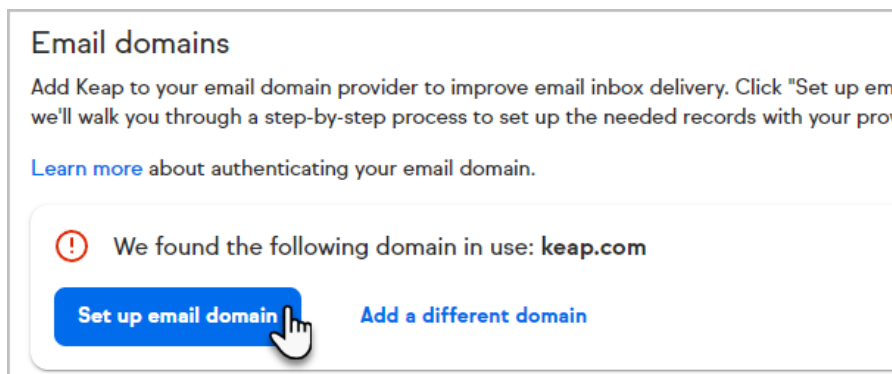 Email domains
Add Keap to your email domain provider to improve email inbox delivery. Click "Set up
we'll walk you through a step-by-step process to set up the needed records with your
Learn more about authenticating your email domain.
We found the following domain in use: keap.com
Set up email domain
Add a different domain